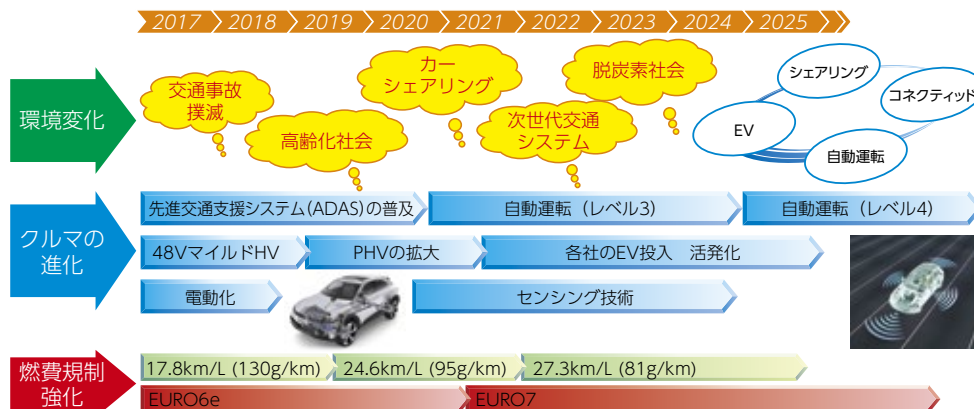 2017 2018 2019 2020 2021 2022 2023 2024 2025
環境変化
交通事故
撲滅
高齢化社会
カー
シェアリング
次世代交通
システム
脱炭素社会
シェアリング
コネクティッド
EV
自動運転
クルマの
進化
先進交通支援システム(ADAS)の普及
自動運転（レベル3）
自動運転（レベル4）
48VマイルドHV
PHVの拡大
各社のEV投入　活発化
電動化
センシング技術
燃費規制
強化
17.8km/L (130g/km)
24.6km/L (95g/km)
27.3km/L (81g/km)
EURO6e
EURO7